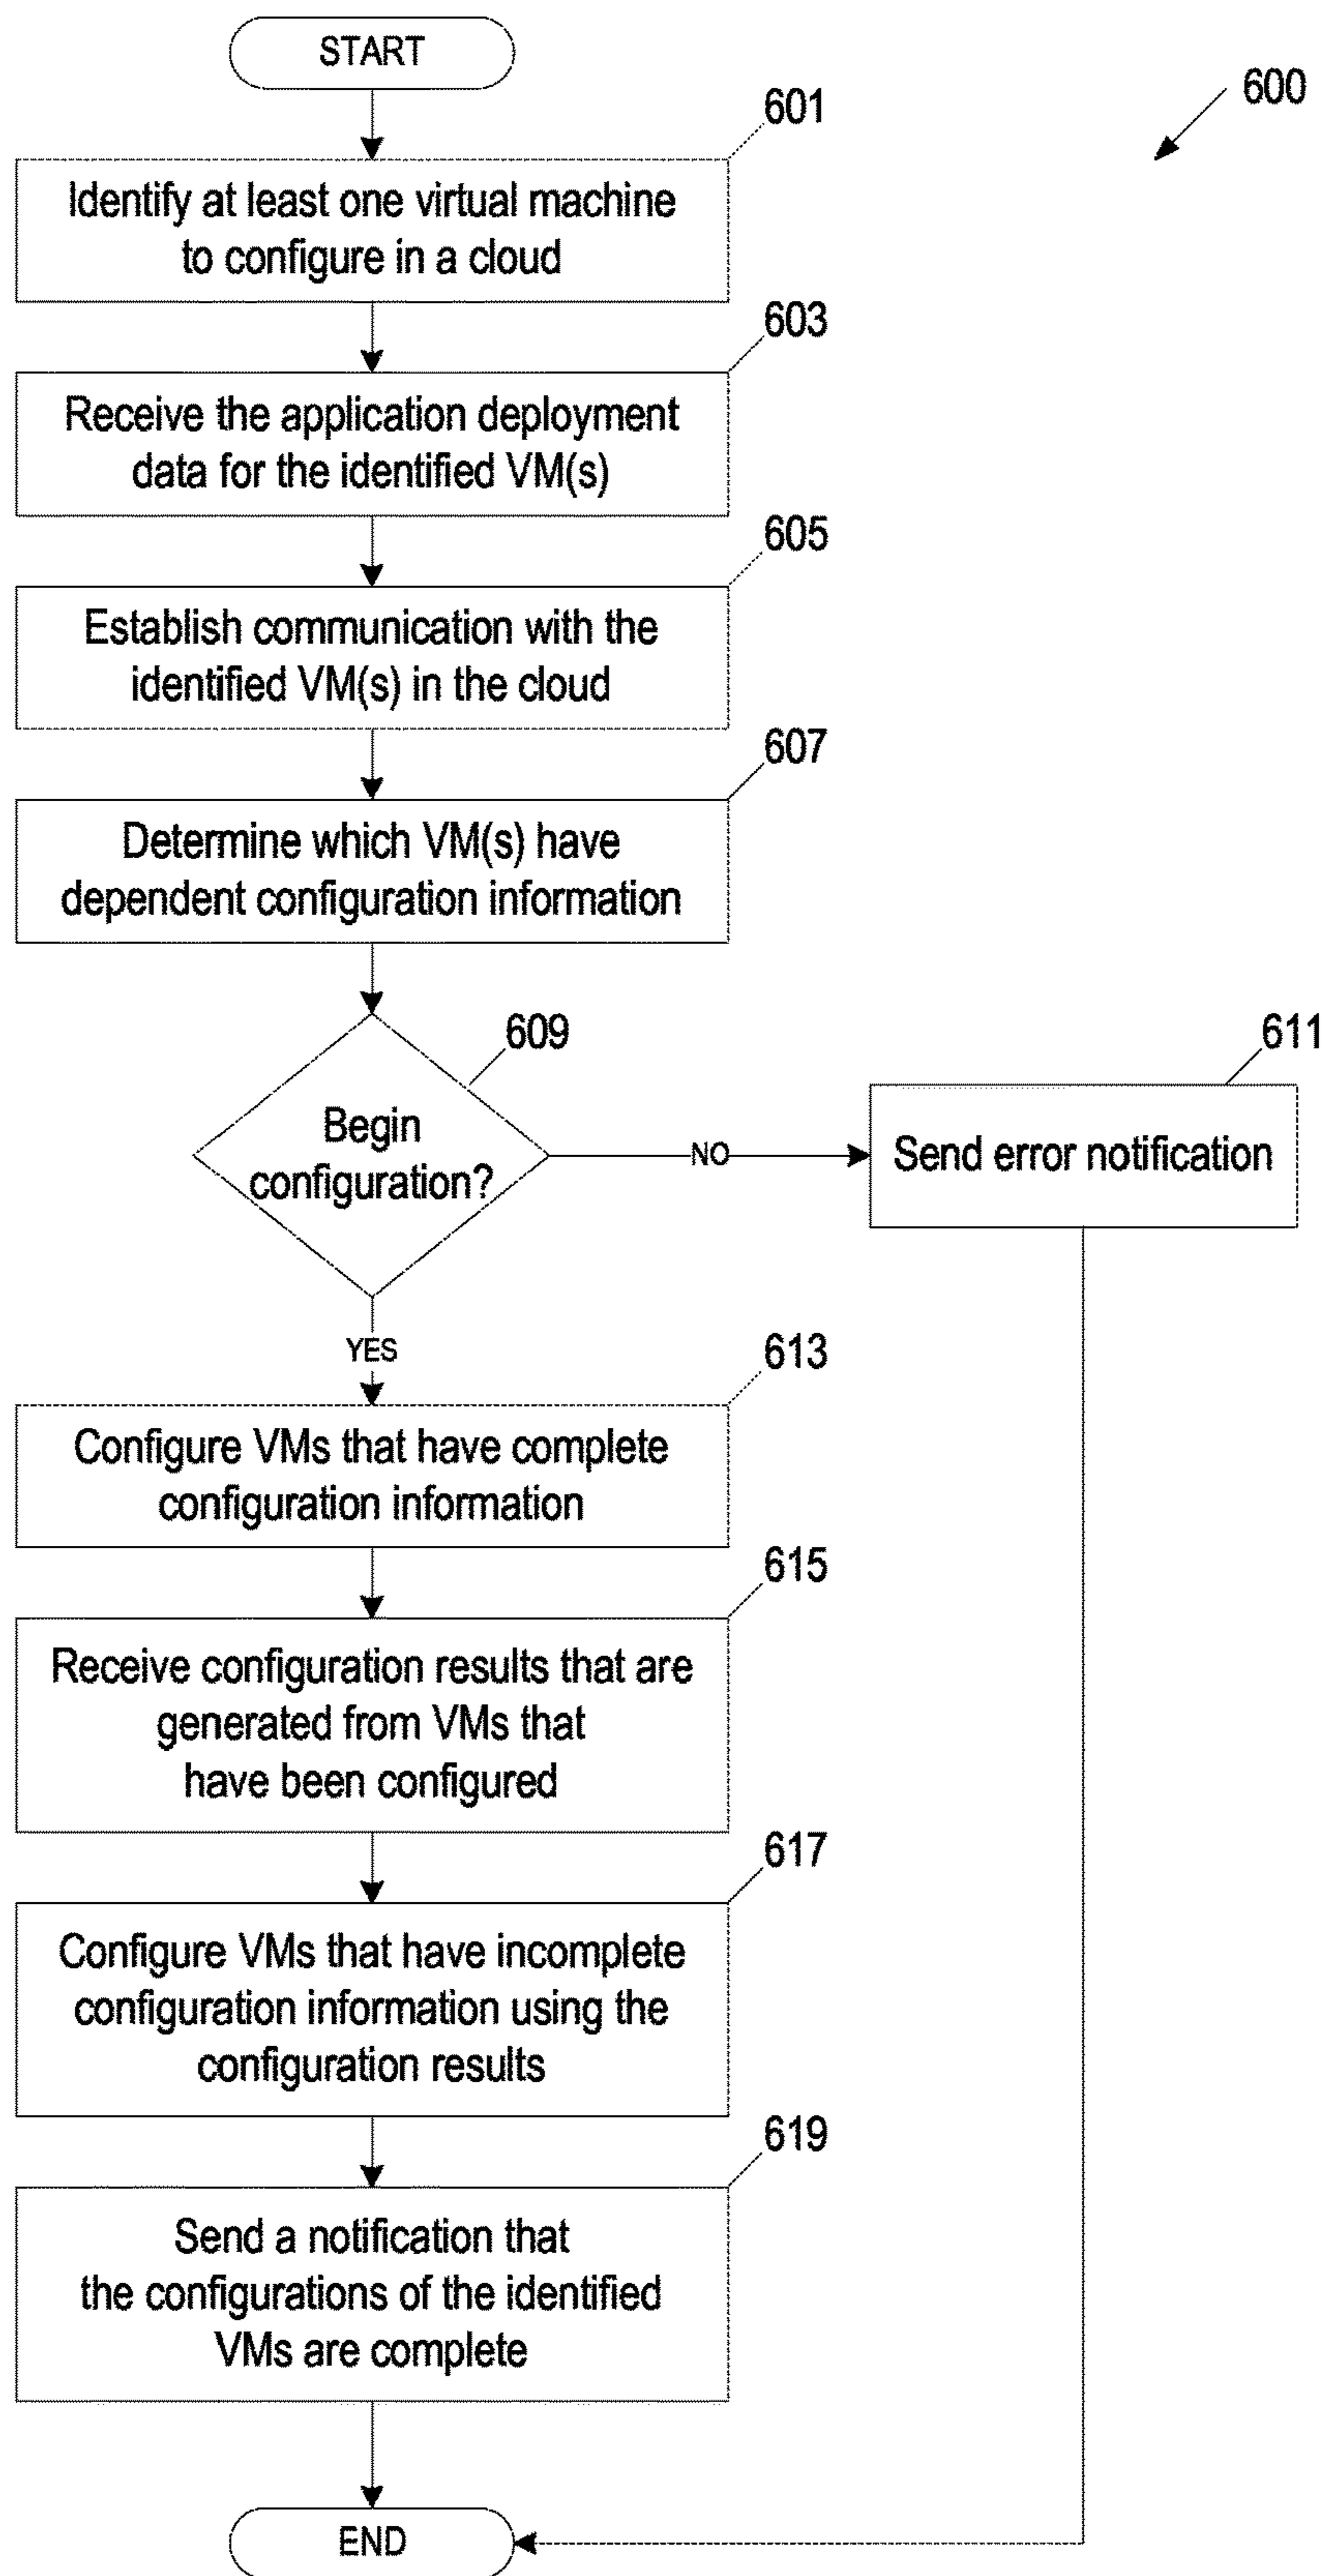 START
600
601
Identify at least one virtual machine
to configure in a cloud
603
Receive the application deployment
data for the identified VM(s)
605
Establish communication with the
identified VM(s) in the cloud
607
Determine which VM(s) have
dependent configuration information
609
Begin
configuration?
NO
611
Send error notification
YES
613
Configure VMs that have complete
configuration information
615
Receive configuration results that are
generated from VMs that
have been configured
617
Configure VMs that have incomplete
configuration information using the
configuration results
619
Send a notification that
the configurations of the identified
VMs are complete
END